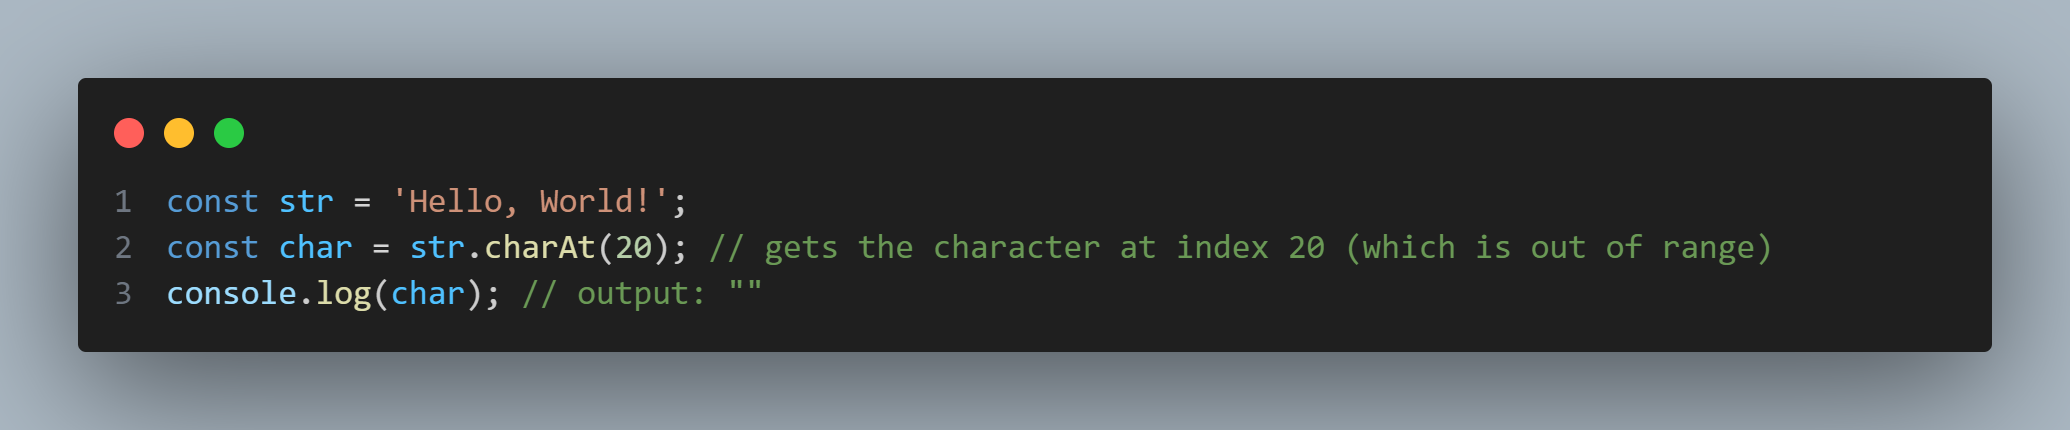 1 const str = 'Hello, World!';
2 const char = str.charAt(20); // gets the character at index 20 (which is out of range)
3 console.log(char); // output: ""